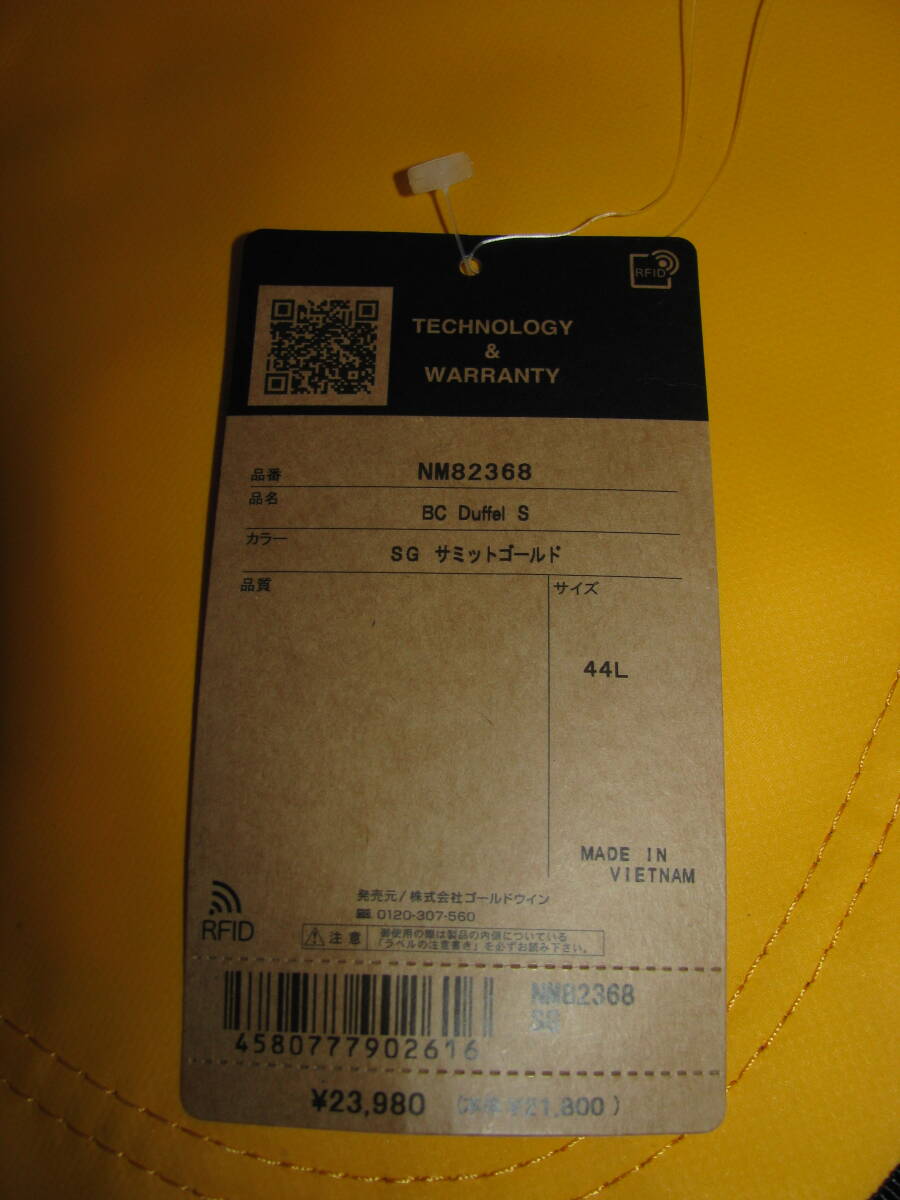 RFID
TECHNOLOGY
&
WARRANTY
品番 NM82368
品名 BC Duffel S
カラー SG サミットゴールド
品質
サイズ
44L
MADE IN
VIETNAM
発売元/株式会社ゴールドウイン
0120-307-560
RFID
注意
御使用の際は製品の内側についている
「ラベルの注意書き」を必ずお読み下さい。
NM82368
SG
4580777902616
¥23,980 ( ¥21,800 )